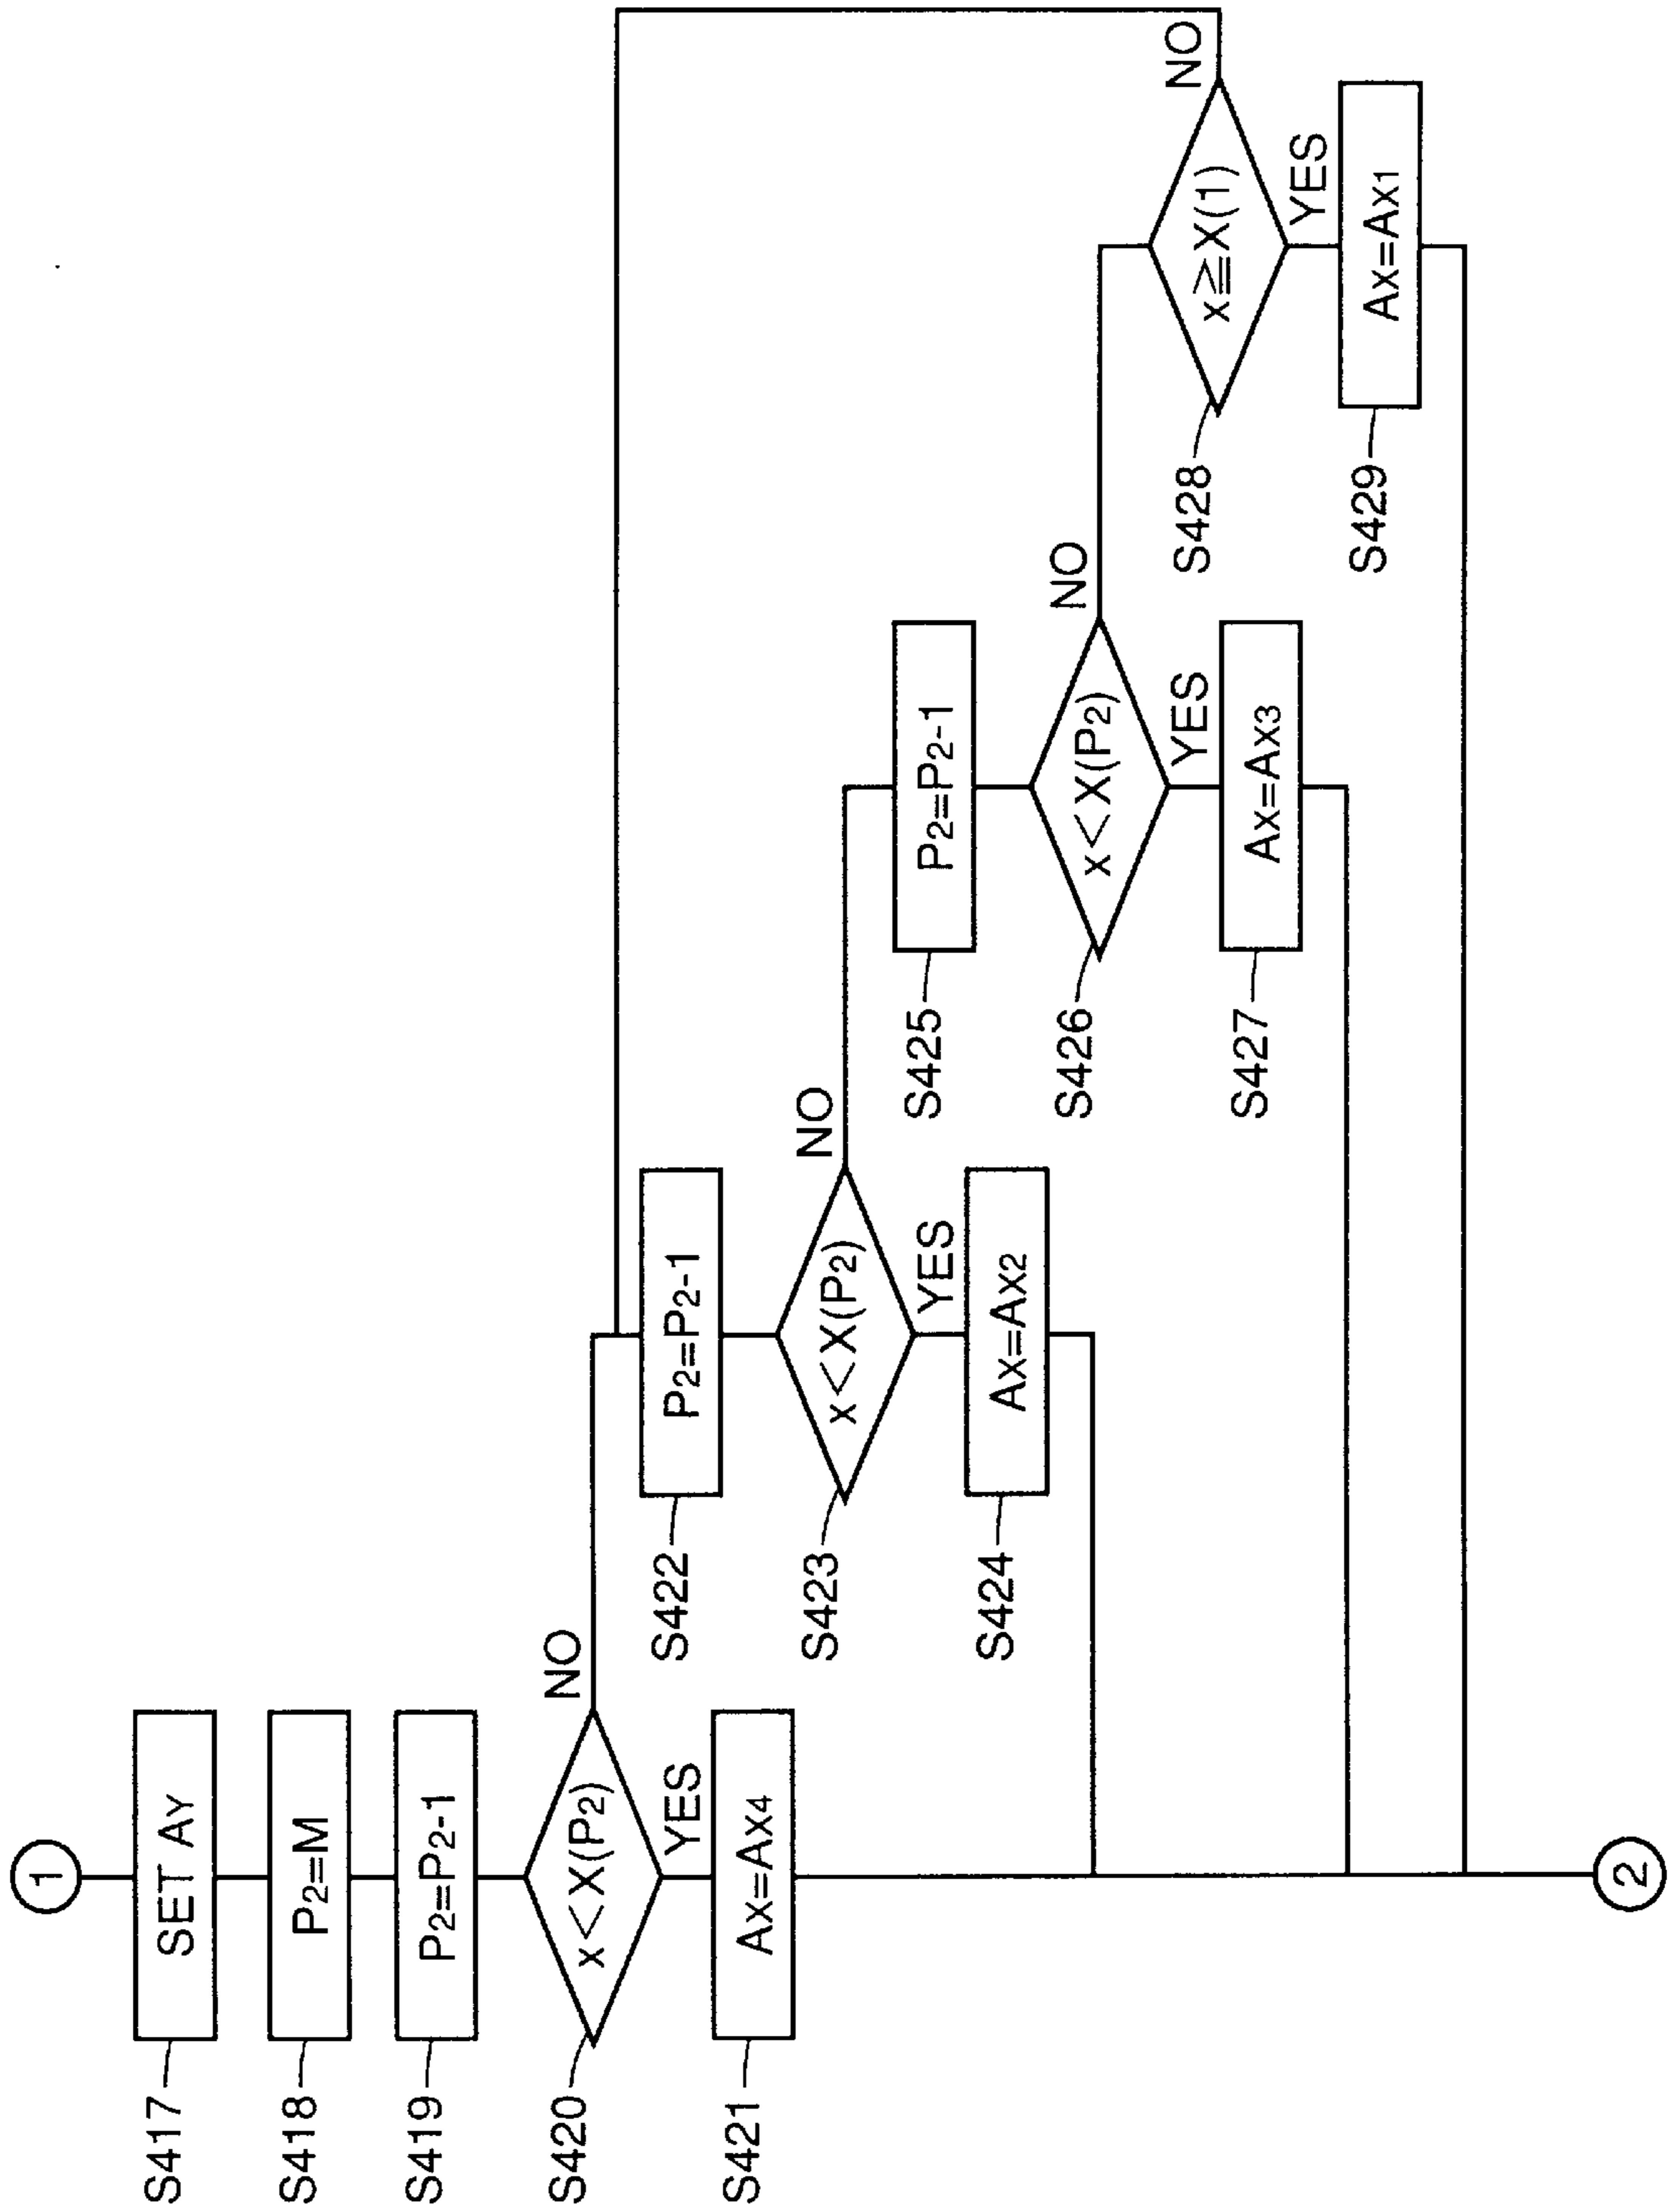 1
S417
SET AY
S418
P2=M
S419
P2=P2-1
S420
x<X(P2)
NO
YES
S421
AX=AX4
S422
P2=P2-1
S423
x<X(P2)
NO
YES
S424
AX=AX2
S425
P2=P2-1
S426
x<X(P2)
NO
YES
S427
AX=AX3
S428
x≧X(1)
NO
YES
S429
AX=AX1
2